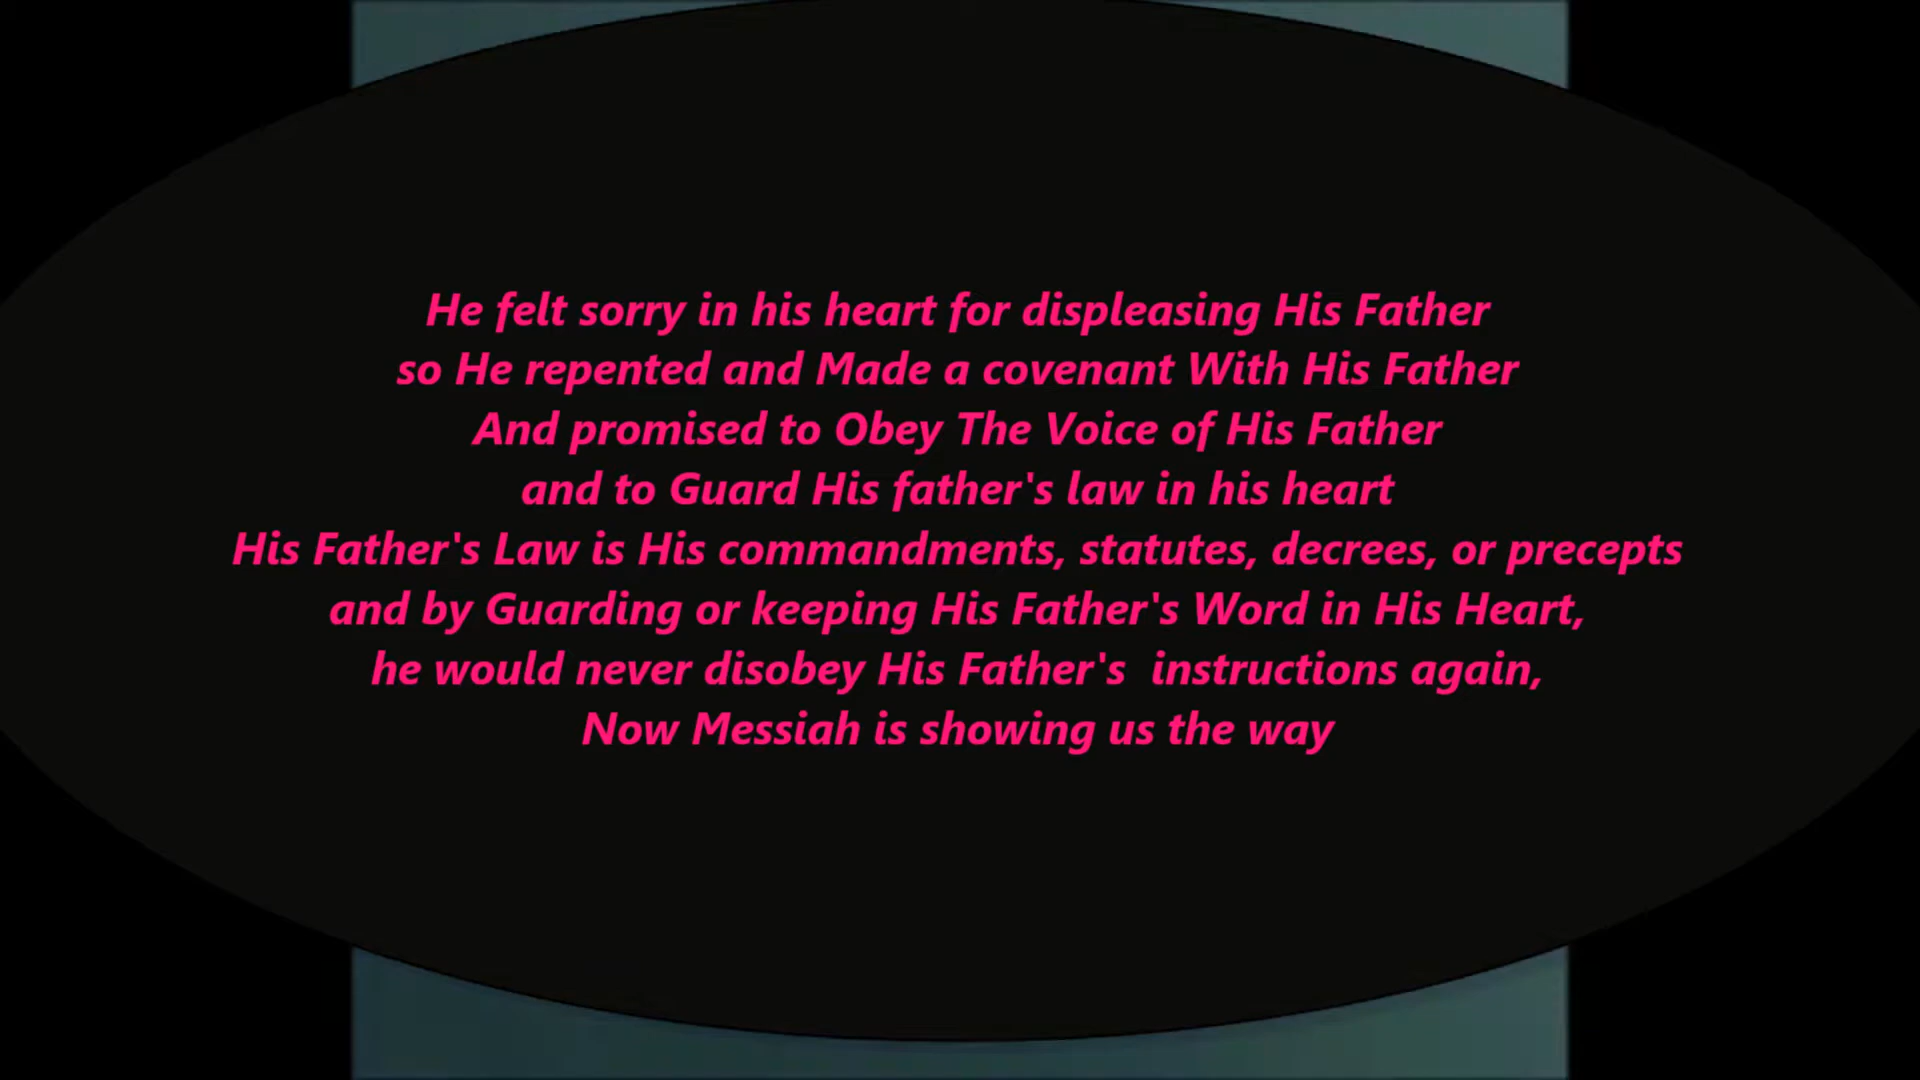 He felt sorry in his heart for displeasing His Father
so He repented and Made a covenant With His Father
And promised to Obey The Voice of His Father
and to Guard His father's law in his heart
His Father's Law is His commandments, statutes, decrees, or precepts
and by Guarding or keeping His Father's Word in His Heart,
he would never disobey His Father's  instructions again,
Now Messiah is showing us the way